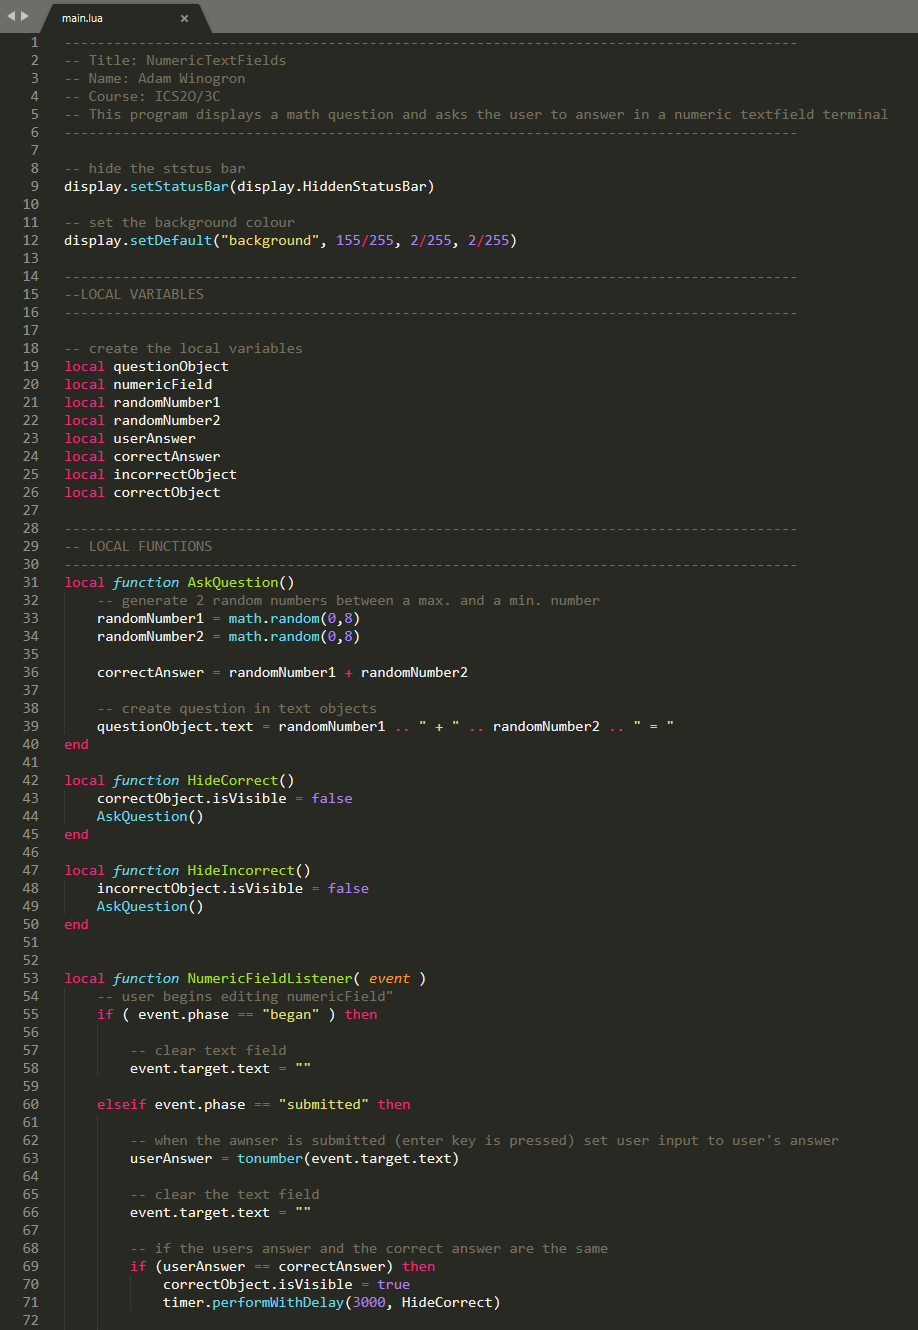 main.lua
1 -----------------------------------------------------------------------------------------
2 -- Title: NumericTextFields
3 -- Name: Adam Winogron
4 -- Course: ICS2O/3C
5 -- This program displays a math question and asks the user to answer in a numeric textfield terminal
6 -----------------------------------------------------------------------------------------
7
8 -- hide the ststus bar
9 display.setStatusBar(display.HiddenStatusBar)
10
11 -- set the background colour
12 display.setDefault("background", 155/255, 2/255, 2/255)
13
14 -----------------------------------------------------------------------------------------
15 --LOCAL VARIABLES
16 -----------------------------------------------------------------------------------------
17
18 -- create the local variables
19 local questionObject
20 local numericField
21 local randomNumber1
22 local randomNumber2
23 local userAnswer
24 local correctAnswer
25 local incorrectObject
26 local correctObject
27
28 -----------------------------------------------------------------------------------------
29 -- LOCAL FUNCTIONS
30 -----------------------------------------------------------------------------------------
31 local function AskQuestion()
32     -- generate 2 random numbers between a max. and a min. number
33     randomNumber1 = math.random(0,8)
34     randomNumber2 = math.random(0,8)
35
36     correctAnswer = randomNumber1 + randomNumber2
37
38     -- create question in text objects
39     questionObject.text = randomNumber1 .. " + " .. randomNumber2 .. " = "
40 end
41
42 local function HideCorrect()
43     correctObject.isVisible = false
44     AskQuestion()
45 end
46
47 local function HideIncorrect()
48     incorrectObject.isVisible = false
49     AskQuestion()
50 end
51
52
53 local function NumericFieldListener( event )
54     -- user begins editing numericField"
55     if ( event.phase == "began" ) then
56
57         -- clear text field
58         event.target.text = ""
59
60     elseif event.phase == "submitted" then
61
62         -- when the awnser is submitted (enter key is pressed) set user input to user's answer
63         userAnswer = tonumber(event.target.text)
64
65         -- clear the text field
66         event.target.text = ""
67
68         -- if the users answer and the correct answer are the same
69         if (userAnswer == correctAnswer) then
70             correctObject.isVisible = true
71             timer.performWithDelay(3000, HideCorrect)
72